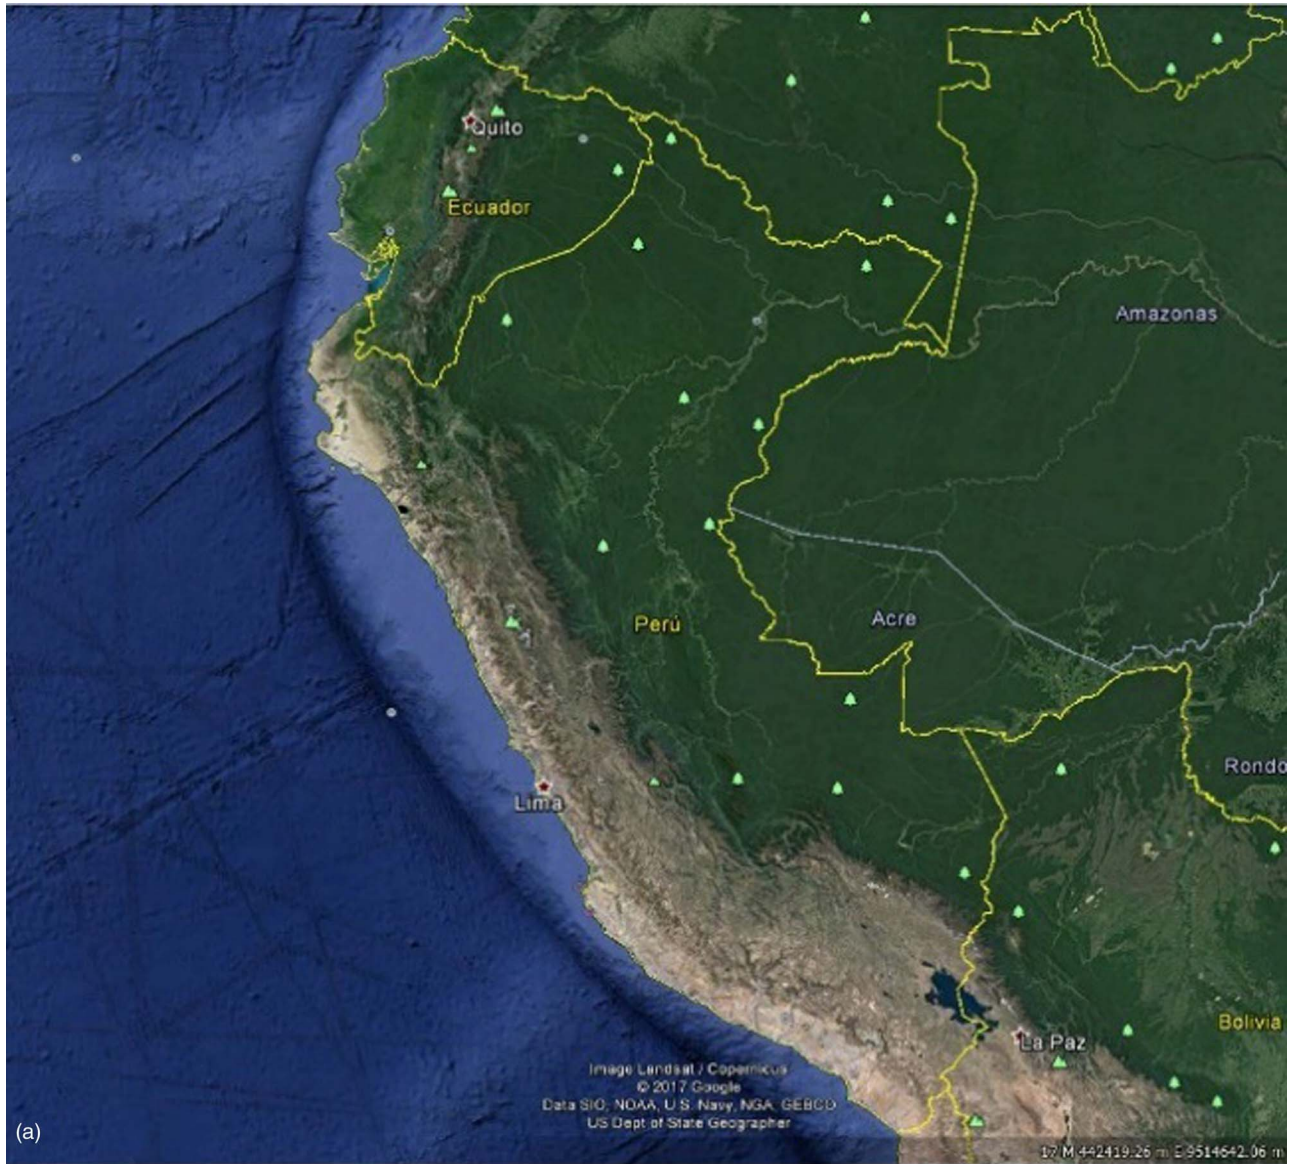 Quito
Ecuador
Amazonas
Perú
Acre
Rondo
Lima
Bolivia
La Paz
Image Landsat / Copernicus
© 2017 Google
Data SIO, NOAA, U.S. Navy, NGA, GEBCO
US Dept of State Geographer
(a)
17 M 442419.26 m E 9514642.06 m